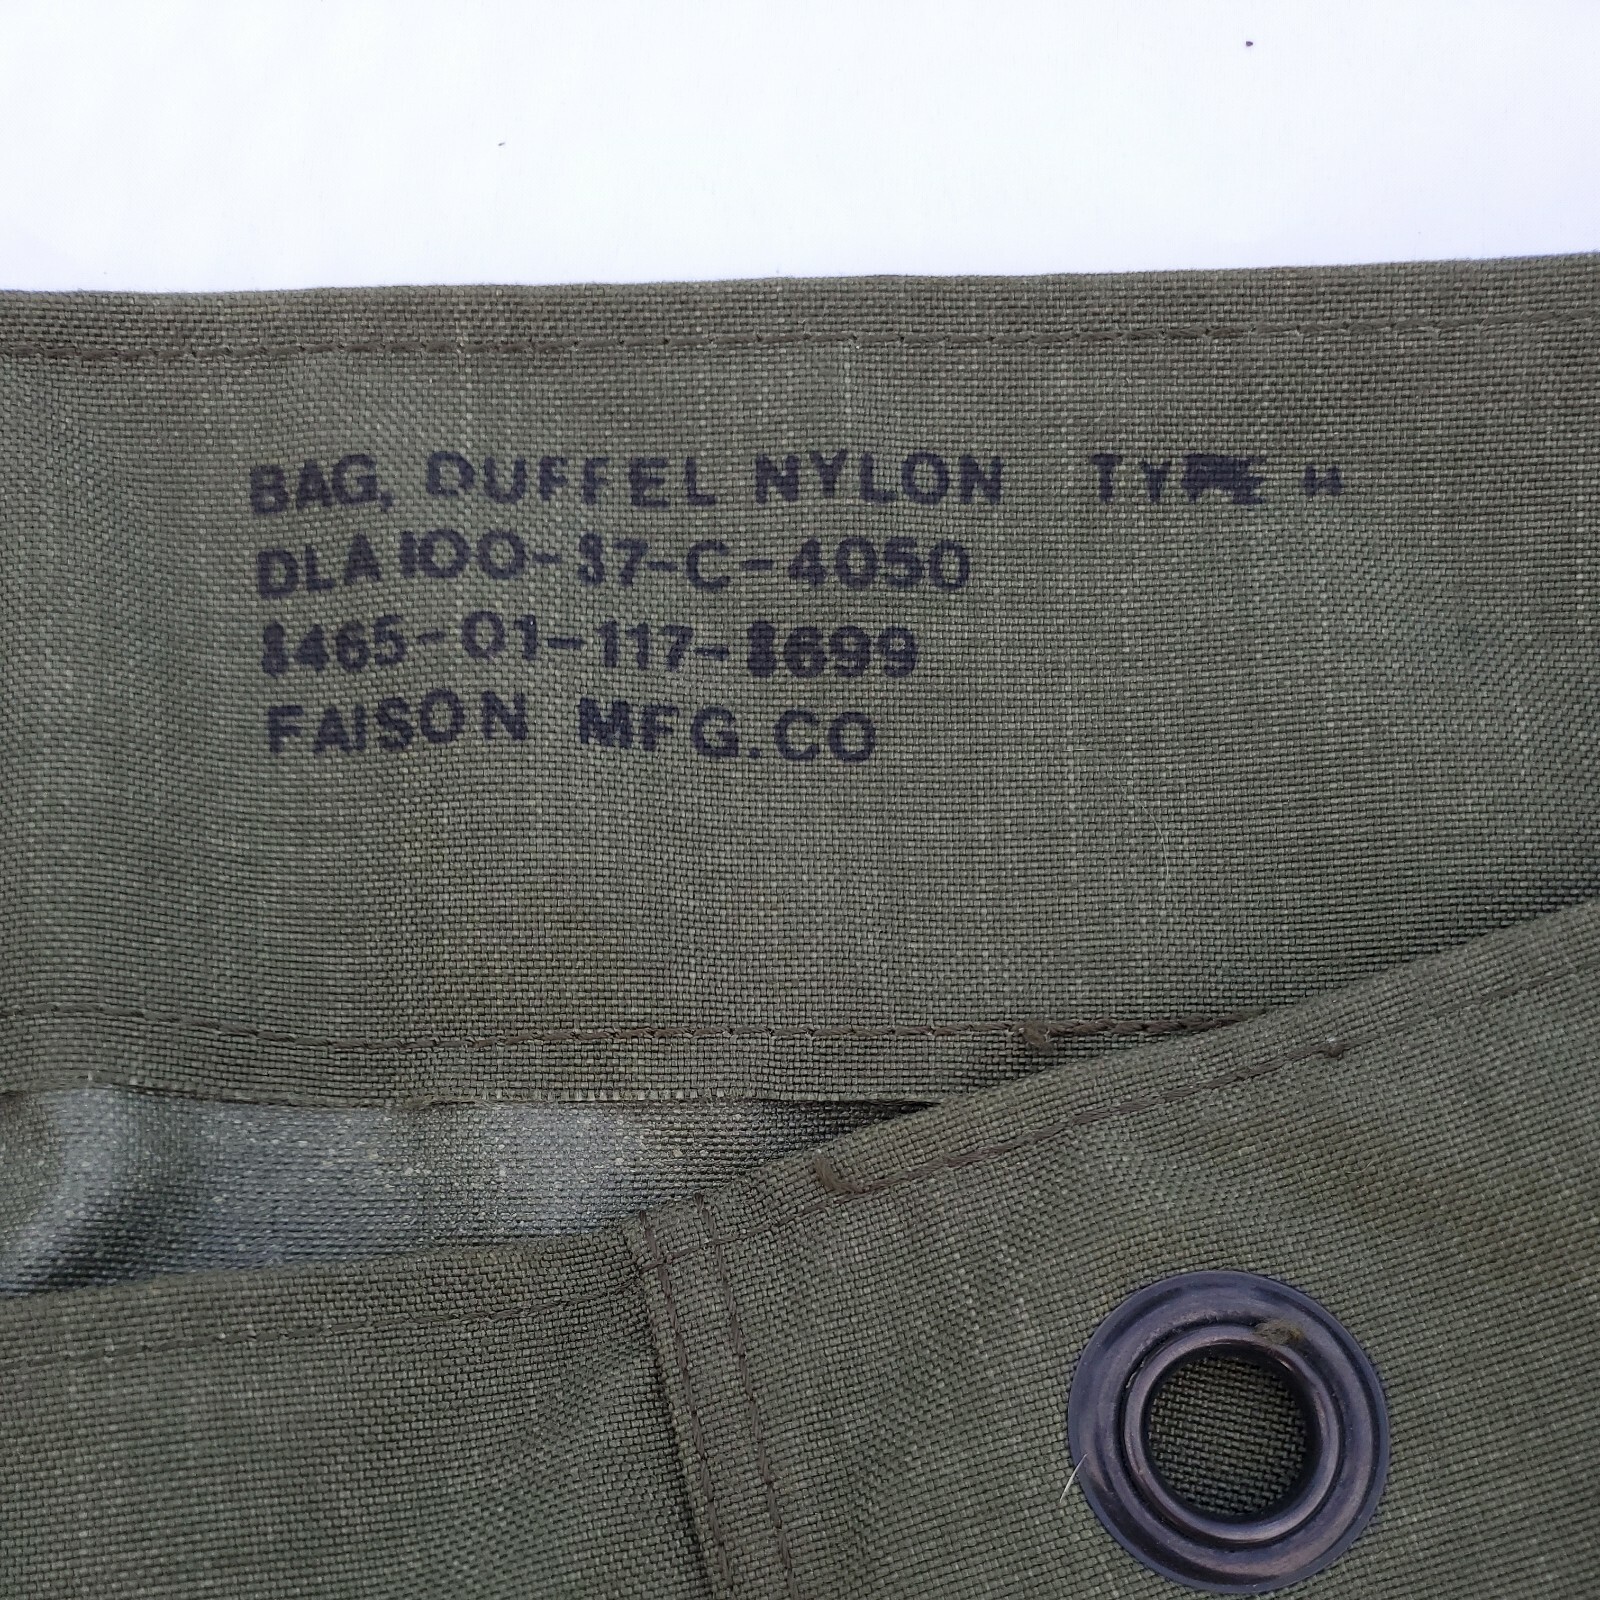 BAG, DUFFEL NYLON TYPE II
DLA100-87-C-4050
8465-01-117-8699
FAISON MFG.CO